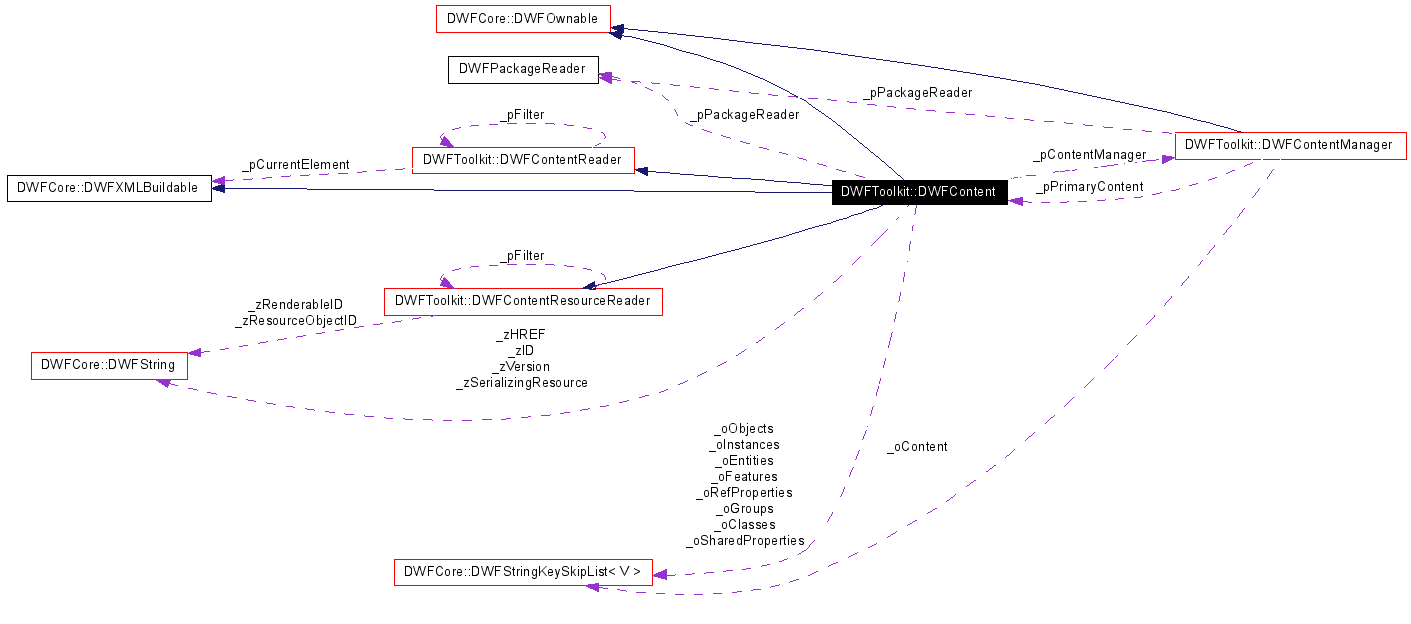 DWFCore::DWFOwnable
DWFPackageReader
_pPackageReader
_pPackageReader
_pFilter
DWFToolkit::DWFContentManager
_pContentManager
DWFToolkit::DWFContentReader
_pCurrentElement
DWFCore::DWFXMLBuildable
DWFToolkit::DWFContent
_pPrimaryContent
_pFilter
DWFToolkit::DWFContentResourceReader
_zRenderableID
_zResourceObjectID
_zHREF
_zID
_zVersion
_zSerializingResource
DWFCore::DWFString
_oObjects
_oInstances
_oEntities
_oFeatures
_oRefProperties
_oGroups
_oClasses
_oSharedProperties
_oContent
DWFCore::DWFStringKeySkipList< V >